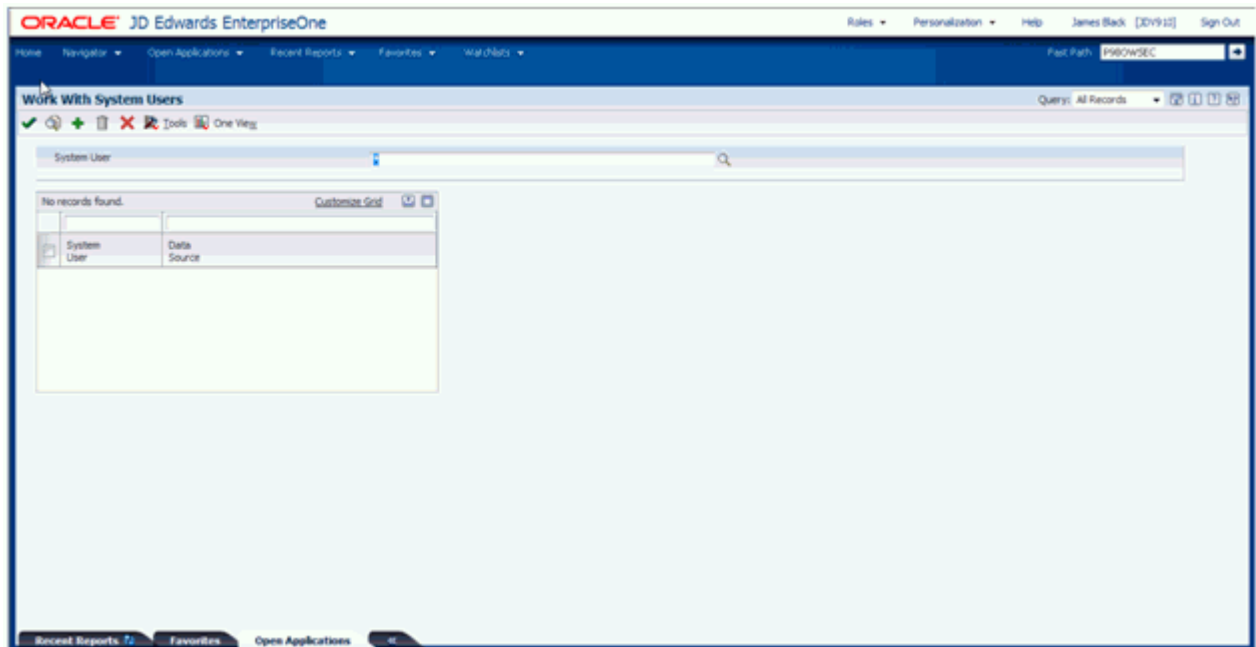 ORACLE® JD Edwards EnterpriseOne
Roles Personalization Help James Black [JDV910] Sign Out
Home Navigator Open Applications Recent Reports Favorites Watchlists
Fast Path P98OWSEC
Work With System Users
Query: All Records
Tools One View
System User *
No records found. Customize Grid
System User
Data Source
Recent Reports Favorites Open Applications «